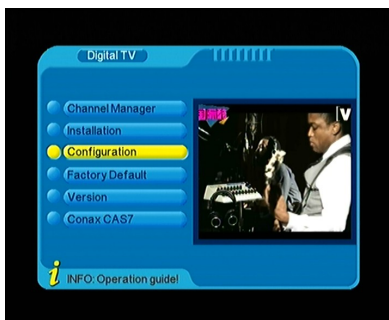 Digital TV
Channel Manager
Installation
Configuration
Factory Default
Version
Conax CAS7
V
i INFO: Operation guide!